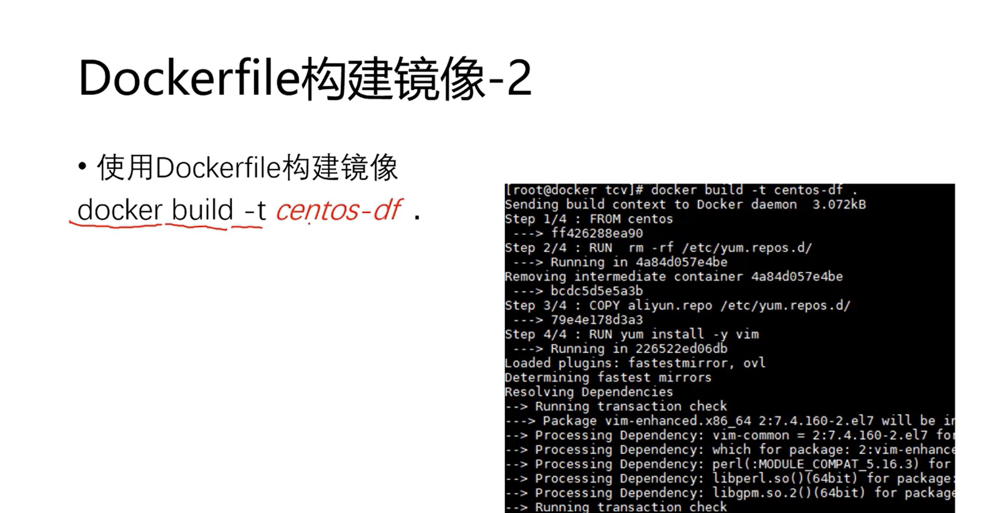 Dockerfile构建镜像-2
• 使用Dockerfile构建镜像
docker build -t centos-df .
[root@docker tcv]# docker build -t centos-df .
Sending build context to Docker daemon  3.072kB
Step 1/4 : FROM centos
 ---> ff426288ea90
Step 2/4 : RUN  rm -rf /etc/yum.repos.d/
 ---> Running in 4a84d057e4be
Removing intermediate container 4a84d057e4be
 ---> bcdc5d5e5a3b
Step 3/4 : COPY aliyun.repo /etc/yum.repos.d/
 ---> 79e4e178d3a3
Step 4/4 : RUN yum install -y vim
 ---> Running in 226522ed06db
Loaded plugins: fastestmirror, ovl
Determining fastest mirrors
Resolving Dependencies
--> Running transaction check
---> Package vim-enhanced.x86_64 2:7.4.160-2.el7 will be
--> Processing Dependency: vim-common = 2:7.4.160-2.el7 for
--> Processing Dependency: which for package: 2:vim-enhance
--> Processing Dependency: perl(:MODULE_COMPAT_5.16.3) for
--> Processing Dependency: libperl.so()(64bit) for package:
--> Processing Dependency: libgpm.so.2()(64bit) for package
--> Running transaction check